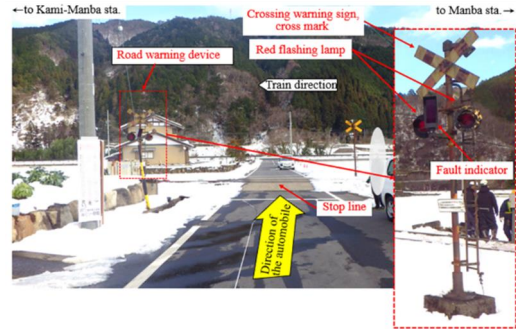 ←to Kami-Manba sta.
to Manba sta.→
Crossing warning sign,
cross mark
Road warning device
Red flashing lamp
Train direction
Fault indicator
Stop line
Direction of
the automobile